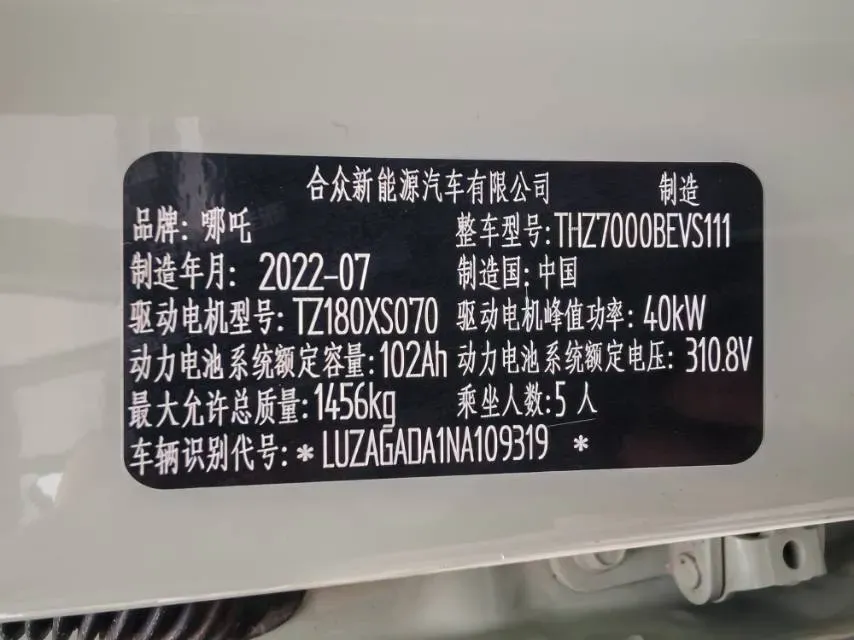 合众新能源汽车有限公司 制造
品牌: 哪吒 整车型号:THZ7000BEVS111
制造年月: 2022-07 制造国: 中国
驱动电机型号: TZ180XS070 驱动电机峰值功率: 40kW
动力电池系统额定容量: 102Ah 动力电池系统额定电压: 310.8V
最大允许总质量: 1456kg 乘坐人数: 5 人
车辆识别代号: * LUZAGADA1NA109319 *